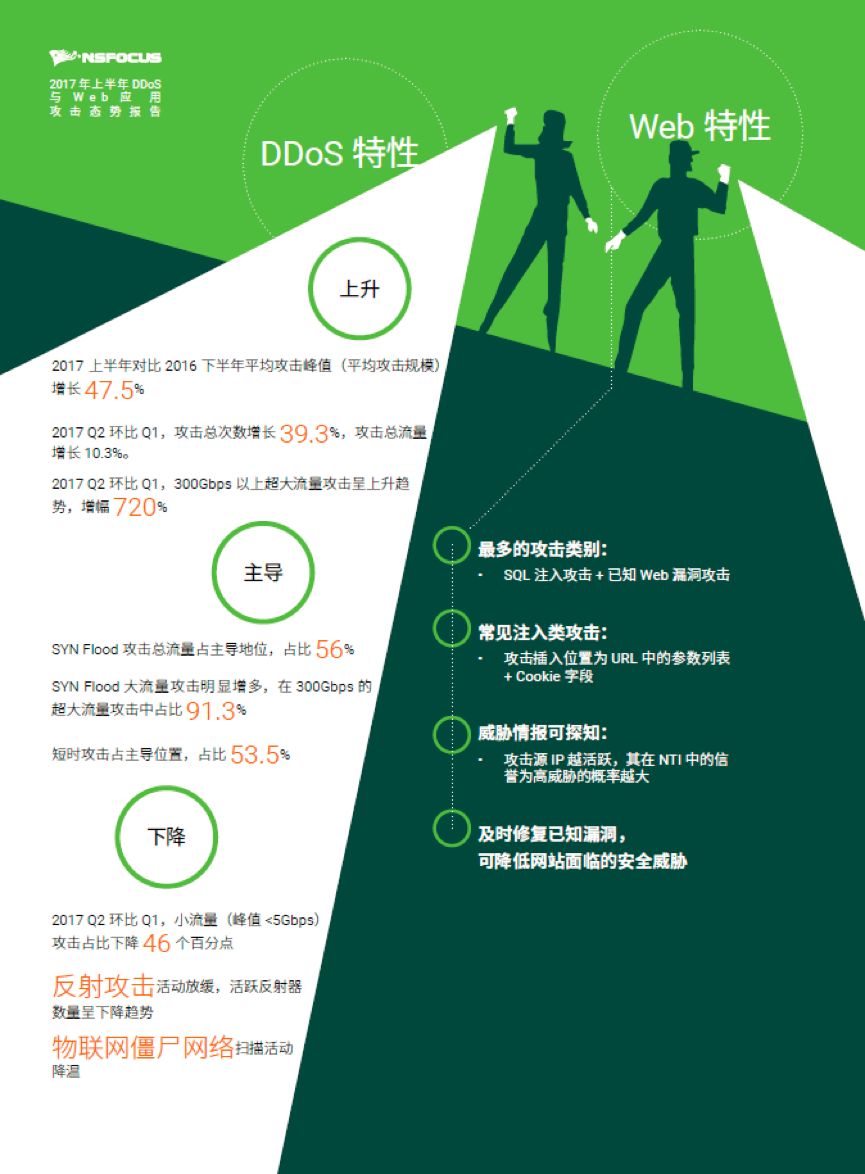 NSFOCUS
2017 年上半年 DDoS
与 Web 应用
攻击态势报告
DDoS 特性
Web 特性
上升
2017 上半年对比 2016 下半年平均攻击峰值（平均攻击规模）
增长 47.5%
2017 Q2 环比 Q1，攻击总次数增长 39.3%，攻击总流量
增长 10.3%。
2017 Q2 环比 Q1，300Gbps 以上超大流量攻击呈上升趋
势，增幅 720%
主导
SYN Flood 攻击总流量占主导地位，占比 56%
SYN Flood 大流量攻击明显增多，在 300Gbps 的
超大流量攻击中占比 91.3%
短时攻击占主导位置，占比 53.5%
下降
2017 Q2 环比 Q1，小流量（峰值 <5Gbps）
攻击占比下降 46 个百分点
反射攻击活动放缓，活跃反射器
数量呈下降趋势
物联网僵尸网络扫描活动
降温
最多的攻击类别：
- SQL 注入攻击 + 已知 Web 漏洞攻击
常见注入类攻击：
- 攻击插入位置为 URL 中的参数列表
+ Cookie 字段
威胁情报可探知：
- 攻击源 IP 越活跃，其在 NTI 中的信
誉为高威胁的概率越大
及时修复已知漏洞，
可降低网站面临的安全威胁